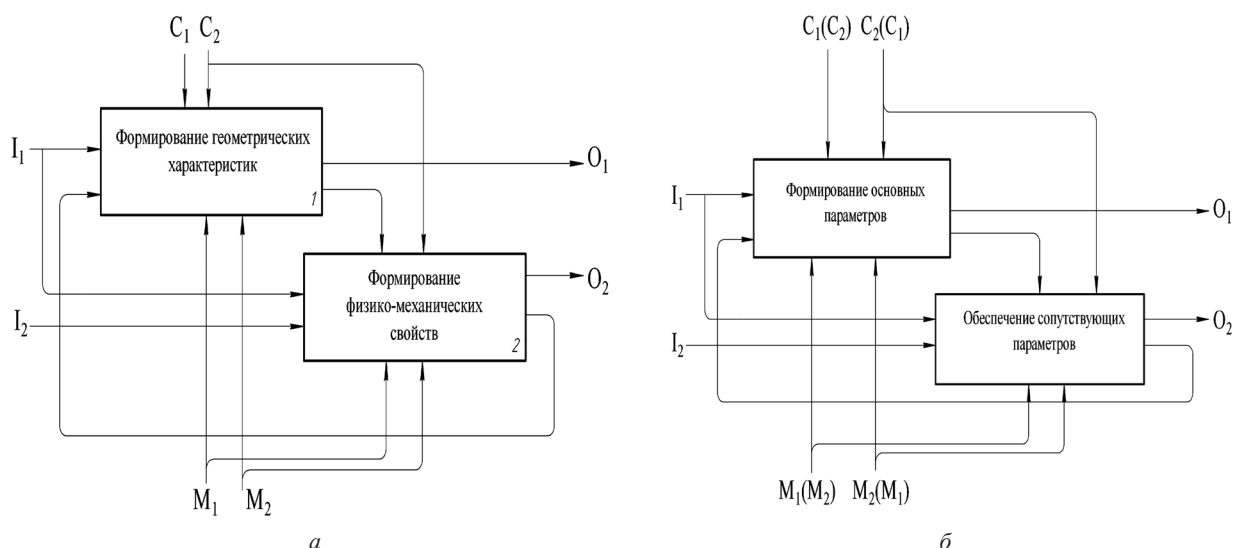 C₁ C₂
I₁
Формирование геометрических
характеристик
1
O₁
Формирование
физико-механических
свойств
2
O₂
I₂
M₁ M₂
а
C₁(C₂) C₂(C₁)
I₁
Формирование основных
параметров
O₁
Обеспечение сопутствующих
параметров
O₂
I₂
M₁(M₂) M₂(M₁)
б